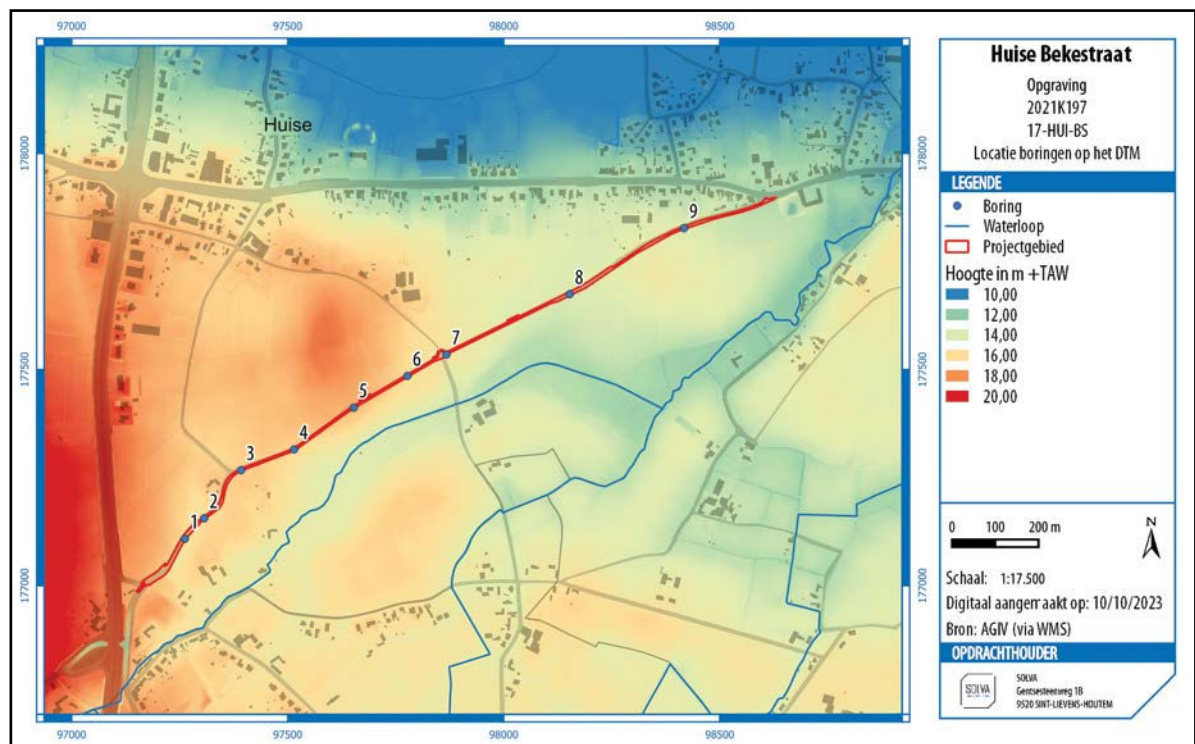 97000
97500
98000
98500
178000
177500
177000
178000
177500
177000
97000
97500
98000
98500
Huise
1
2
3
4
5
6
7
8
9
Huise Bekestraat
Opgraving
2021K197
17-HUI-BS
Locatie boringen op het DTM
LEGENDE
Boring
Waterloop
Projectgebied
Hoogte in m +TAW
10,00
12,00
14,00
16,00
18,00
20,00
0 100 200 m
N
Schaal: 1:17.500
Digitaal aangemaakt op: 10/10/2023
Bron: AGIV (via WMS)
OPDRACHTHOUDER
SOLVA
SOLVA
Gentsesteenweg 1B
9520 SINT-LIEVENS-HOUTEM